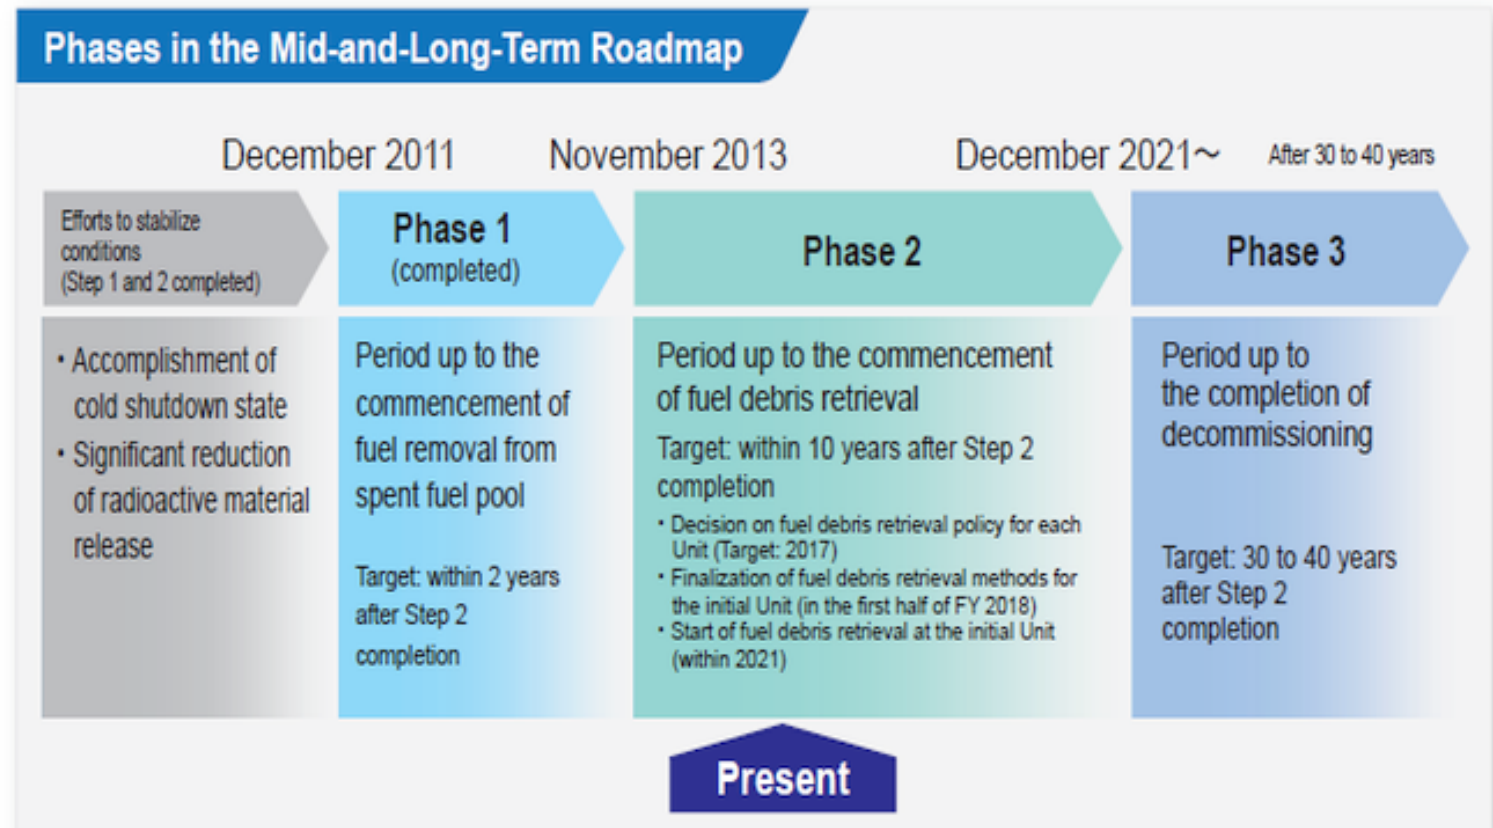 Phases in the Mid-and-Long-Term Roadmap
December 2011
November 2013
December 2021～
After 30 to 40 years
Efforts to stabilize
conditions
(Step 1 and 2 completed)
Phase 1
(completed)
Phase 2
Phase 3
・Accomplishment of
cold shutdown state
・Significant reduction
of radioactive material
release
Period up to the
commencement of
fuel removal from
spent fuel pool
Target: within 2 years
after Step 2
completion
Period up to the commencement
of fuel debris retrieval
Target: within 10 years after Step 2
completion
・Decision on fuel debris retrieval policy for each
Unit (Target: 2017)
・Finalization of fuel debris retrieval methods for
the initial Unit (in the first half of FY 2018)
・Start of fuel debris retrieval at the initial Unit
(within 2021)
Period up to
the completion of
decommissioning
Target: 30 to 40 years
after Step 2
completion
Present